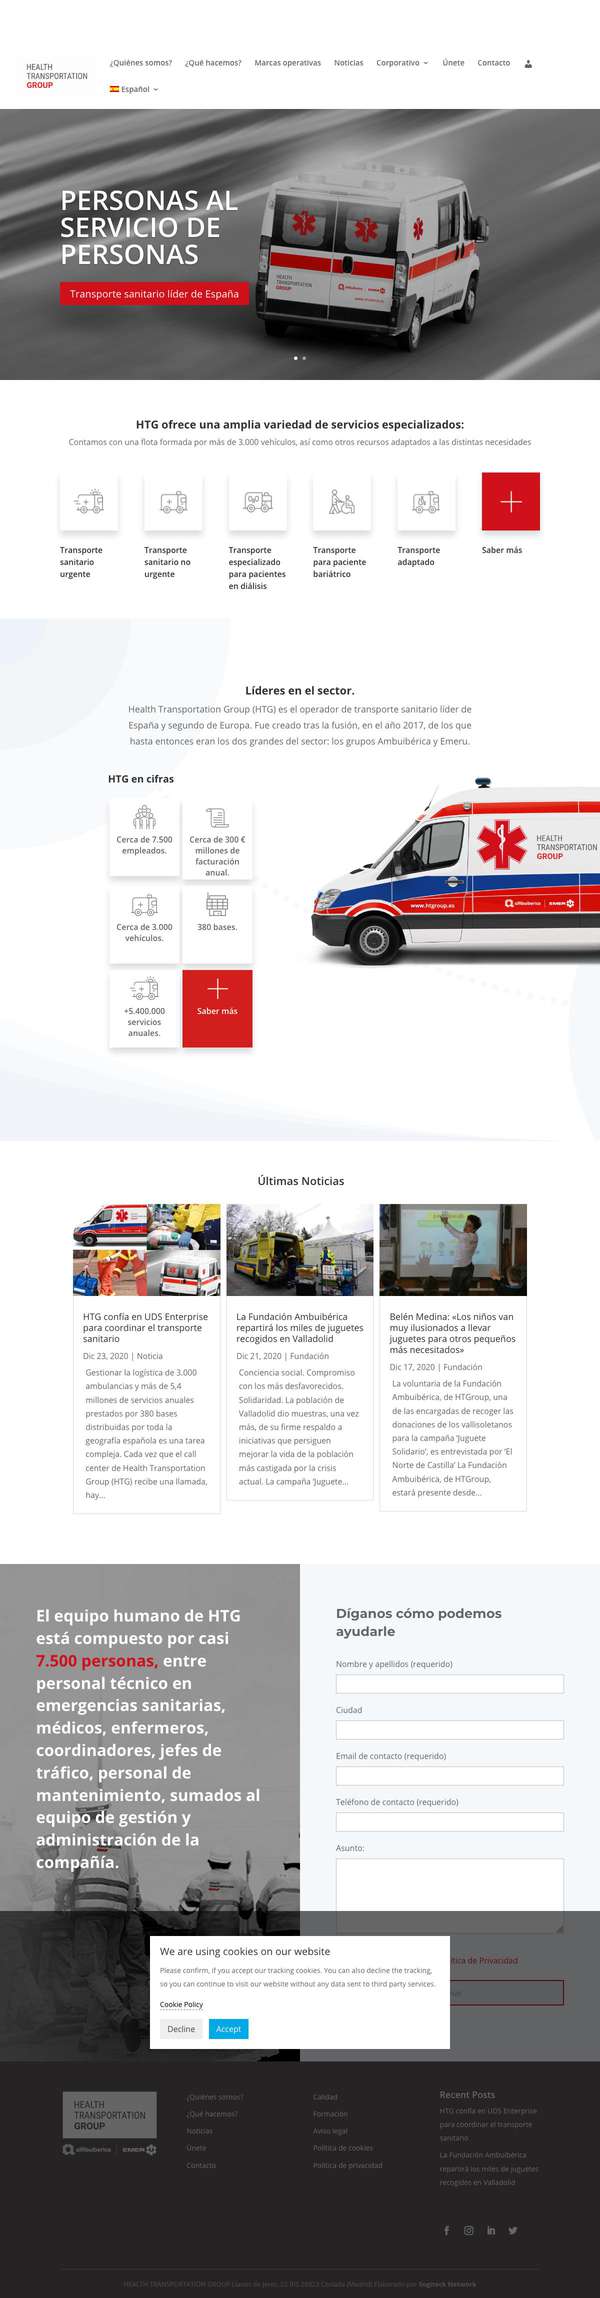 HEALTH
TRANSPORTATION
GROUP
¿Quiénes somos?
¿Qué hacemos?
Marcas operativas
Noticias
Corporativo
Únete
Contacto
Español
PERSONAS AL
SERVICIO DE
PERSONAS
Transporte sanitario líder de España
HEALTH
TRANSPORTATION
GROUP
HTG ofrece una amplia variedad de servicios especializados:
Contamos con una flota formada por más de 3.000 vehículos, así como otros recursos adaptados a las distintas necesidades
Transporte
sanitario
urgente
Transporte
sanitario no
urgente
Transporte
especializado
para pacientes
en diálisis
Transporte
para paciente
bariátrico
Transporte
adaptado
Saber más
Líderes en el sector.
Health Transportation Group (HTG) es el operador de transporte sanitario líder de
España y segundo de Europa. Fue creado tras la fusión, en el año 2017, de los que
hasta entonces eran los dos grandes del sector: los grupos Ambuibérica y Emeru.
HTG en cifras
Cerca de 7.500
empleados.
Cerca de 300 €
millones de
facturación
anual.
Cerca de 3.000
vehículos.
380 bases.
+5.400.000
servicios
anuales.
Saber más
HEALTH
TRANSPORTATION
GROUP
www.htgroup.es
Últimas Noticias
HTG confía en UDS Enterprise
para coordinar el transporte
sanitario
Dic 23, 2020 | Noticia
Gestionar la logística de 3.000
ambulancias y más de 5,4
millones de servicios anuales
prestados por 380 bases
distribuidas por toda la
geografía española es una tarea
compleja. Cada vez que el call
center de Health Transportation
Group (HTG) recibe una llamada,
hay...
La Fundación Ambuibérica
repartirá los miles de juguetes
recogidos en Valladolid
Dic 21, 2020 | Fundación
Conciencia social. Compromiso
con los más desfavorecidos.
Solidaridad. La población de
Valladolid dio muestras, una vez
más, de su firme respaldo a
iniciativas que persiguen
mejorar la vida de la población
más castigada por la crisis
actual. La campaña ‘Juguete...
Belén Medina: «Los niños van
muy ilusionados a llevar
juguetes para otros pequeños
más necesitados»
Dic 17, 2020 | Fundación
La voluntaria de la Fundación
Ambuibérica, de HTGroup, una
de las encargadas de recoger las
donaciones de los vallisoletanos
para la campaña ‘Juguete
Solidario’, es entrevistada por ‘El
Norte de Castilla’ La Fundación
Ambuibérica, de HTGroup,
estará presente desde...
El equipo humano de HTG
está compuesto por casi
7.500 personas, entre
personal técnico en
emergencias sanitarias,
médicos, enfermeros,
coordinadores, jefes de
tráfico, personal de
mantenimiento, sumados al
equipo de gestión y
administración de la
compañía.
Díganos cómo podemos
ayudarle
Nombre y apellidos (requerido)
Ciudad
Email de contacto (requerido)
Teléfono de contacto (requerido)
Asunto:
de Privacidad
We are using cookies on our website
Please confirm, if you accept our tracking cookies. You can also decline the tracking,
so you can continue to visit our website without any data sent to third party services.
Cookie Policy
Decline
Accept
HEALTH
TRANSPORTATION
GROUP
¿Quiénes somos?
¿Qué hacemos?
Noticias
Únete
Contacto
Calidad
Formación
Aviso legal
Política de cookies
Política de privacidad
Recent Posts
HTG confía en UDS Enterprise
para coordinar el transporte
sanitario
La Fundación Ambuibérica
repartirá los miles de juguetes
recogidos en Valladolid
HEALTH TRANSPORTATION GROUP Llanos de Jerez, 22 BIS 28823 Coslada (Madrid) Elaborado por Sogiteck Network